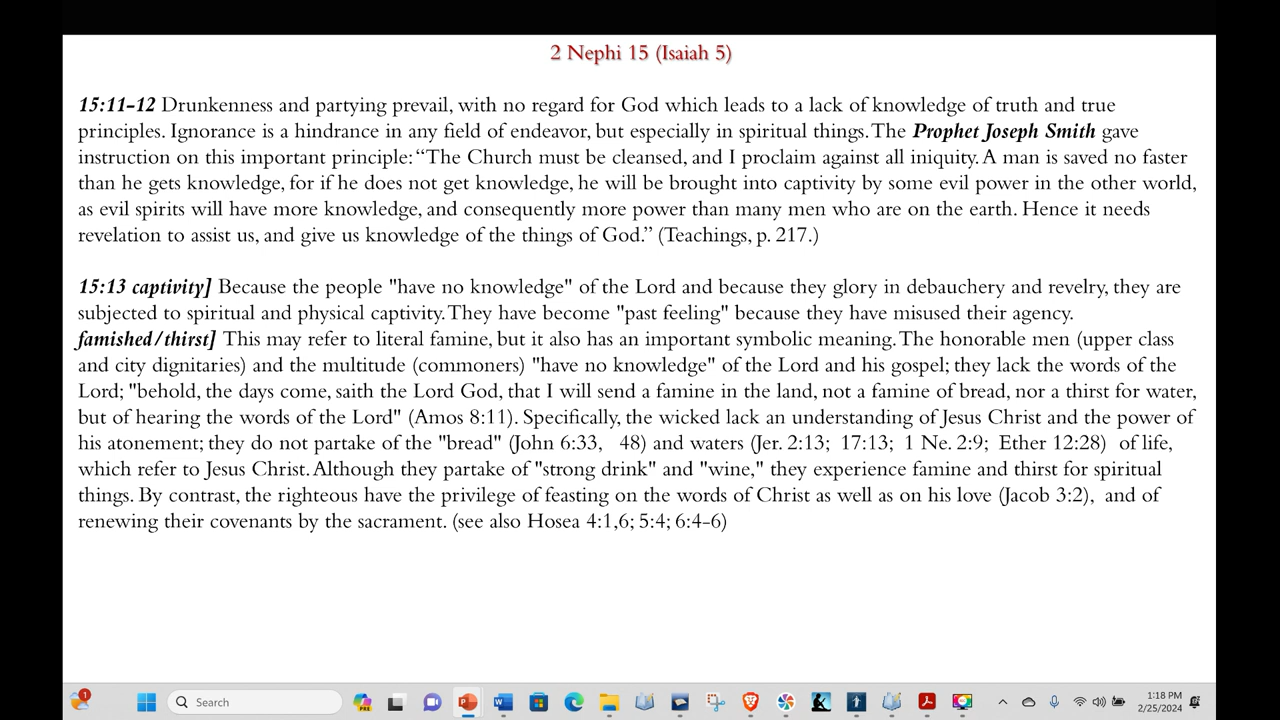 2 Nephi 15 (Isaiah 5)
15:11-12 Drunkenness and partying prevail, with no regard for God which leads to a lack of knowledge of truth and true
principles. Ignorance is a hindrance in any field of endeavor, but especially in spiritual things. The Prophet Joseph Smith gave
instruction on this important principle: “The Church must be cleansed, and I proclaim against all iniquity. A man is saved no faster
than he gets knowledge, for if he does not get knowledge, he will be brought into captivity by some evil power in the other world,
as evil spirits will have more knowledge, and consequently more power than many men who are on the earth. Hence it needs
revelation to assist us, and give us knowledge of the things of God.” (Teachings, p. 217.)
15:13 captivity] Because the people "have no knowledge" of the Lord and because they glory in debauchery and revelry, they are
subjected to spiritual and physical captivity. They have become "past feeling" because they have misused their agency.
famished/thirst] This may refer to literal famine, but it also has an important symbolic meaning. The honorable men (upper class
and city dignitaries) and the multitude (commoners) "have no knowledge" of the Lord and his gospel; they lack the words of the
Lord; "behold, the days come, saith the Lord God, that I will send a famine in the land, not a famine of bread, nor a thirst for water,
but of hearing the words of the Lord" (Amos 8:11). Specifically, the wicked lack an understanding of Jesus Christ and the power of
his atonement; they do not partake of the "bread" (John 6:33, 48) and waters (Jer. 2:13; 17:13; 1 Ne. 2:9; Ether 12:28) of life,
which refer to Jesus Christ. Although they partake of "strong drink" and "wine," they experience famine and thirst for spiritual
things. By contrast, the righteous have the privilege of feasting on the words of Christ as well as on his love (Jacob 3:2), and of
renewing their covenants by the sacrament. (see also Hosea 4:1,6; 5:4; 6:4-6)
1
Search
PRE
1:18 PM
2/25/2024